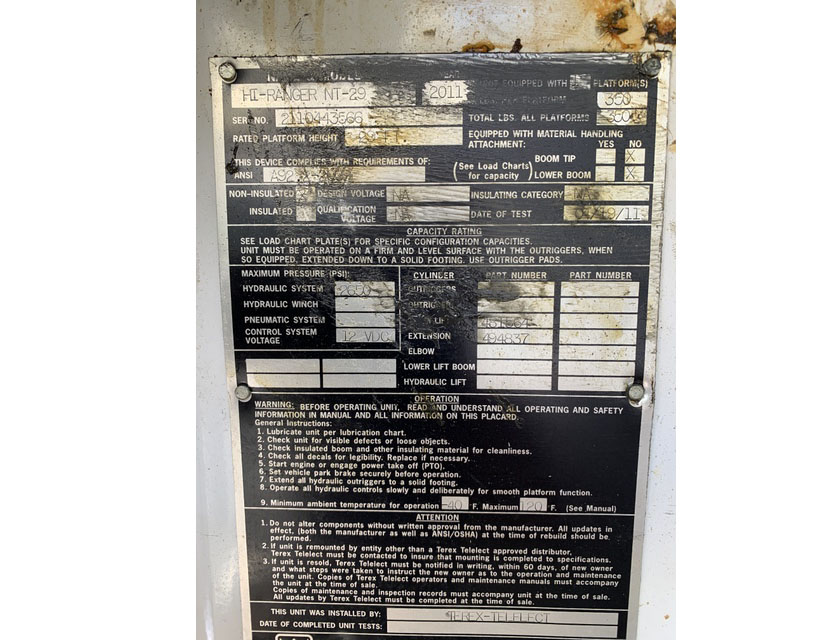 HI-RANGER NT-29 2011
UNIT EQUIPPED WITH PLATFORM(S)
PLATFORM 350
SER. NO. 2110443566 TOTAL LBS. ALL PLATFORMS 350
RATED PLATFORM HEIGHT
EQUIPPED WITH MATERIAL HANDLING
ATTACHMENT: YES NO
THIS DEVICE COMPLIES WITH REQUIREMENTS OF:
ANSI A92
(See Load Charts for capacity)
BOOM TIP X
LOWER BOOM X
NON-INSULATED DESIGN VOLTAGE NA INSULATING CATEGORY
INSULATED QUALIFICATION VOLTAGE NA DATE OF TEST
CAPACITY RATING
SEE LOAD CHART PLATE(S) FOR SPECIFIC CONFIGURATION CAPACITIES.
UNIT MUST BE OPERATED ON A FIRM AND LEVEL SURFACE WITH THE OUTRIGGERS, WHEN
SO EQUIPPED, EXTENDED DOWN TO A SOLID FOOTING. USE OUTRIGGER PADS.
MAXIMUM PRESSURE (PSI):
HYDRAULIC SYSTEM
HYDRAULIC WINCH
PNEUMATIC SYSTEM
CONTROL SYSTEM VOLTAGE 12 VDC
CYLINDER PART NUMBER PART NUMBER
OUTRIGGERS
EXTENSION 494837
ELBOW
LOWER LIFT BOOM
HYDRAULIC LIFT
OPERATION
WARNING: BEFORE OPERATING UNIT, READ AND UNDERSTAND ALL OPERATING AND SAFETY
INFORMATION IN MANUAL AND ALL INFORMATION ON THIS PLACARD.
General Instructions:
1. Lubricate unit per lubrication chart.
2. Check unit for visible defects or loose objects.
3. Check insulated boom and other insulating material for cleanliness.
4. Check all decals for legibility. Replace if necessary.
5. Start engine or engage power take off (PTO).
6. Set vehicle park brake securely before operation.
7. Extend all hydraulic outriggers to a solid footing.
8. Operate all hydraulic controls slowly and deliberately for smooth platform function.
9. Minimum ambient temperature for operation -40 °F. Maximum 120 °F. (See Manual)
ATTENTION
1. Do not alter components without written approval from the manufacturer. All updates in
effect, (both the manufacturer as well as ANSI/OSHA) at the time of rebuild should be
performed.
2. If unit is remounted by entity other than a Terex Telelect approved distributor,
Terex Telelect must be contacted to insure that mounting is completed to specifications.
3. If unit is resold, Terex Telelect must be notified in writing, within 60 days, of new owner
and what steps were taken to instruct the new owner as to the operation and maintenance
of the unit. Copies of Terex Telelect operators and maintenance manuals must accompany
the unit at the time of sale.
Copies of maintenance and inspection records must accompany unit at the time of sale.
All updates by Terex Telelect must be completed at the time of sale.
THIS UNIT WAS INSTALLED BY: TEREX-TELELECT
DATE OF COMPLETED UNIT TESTS: